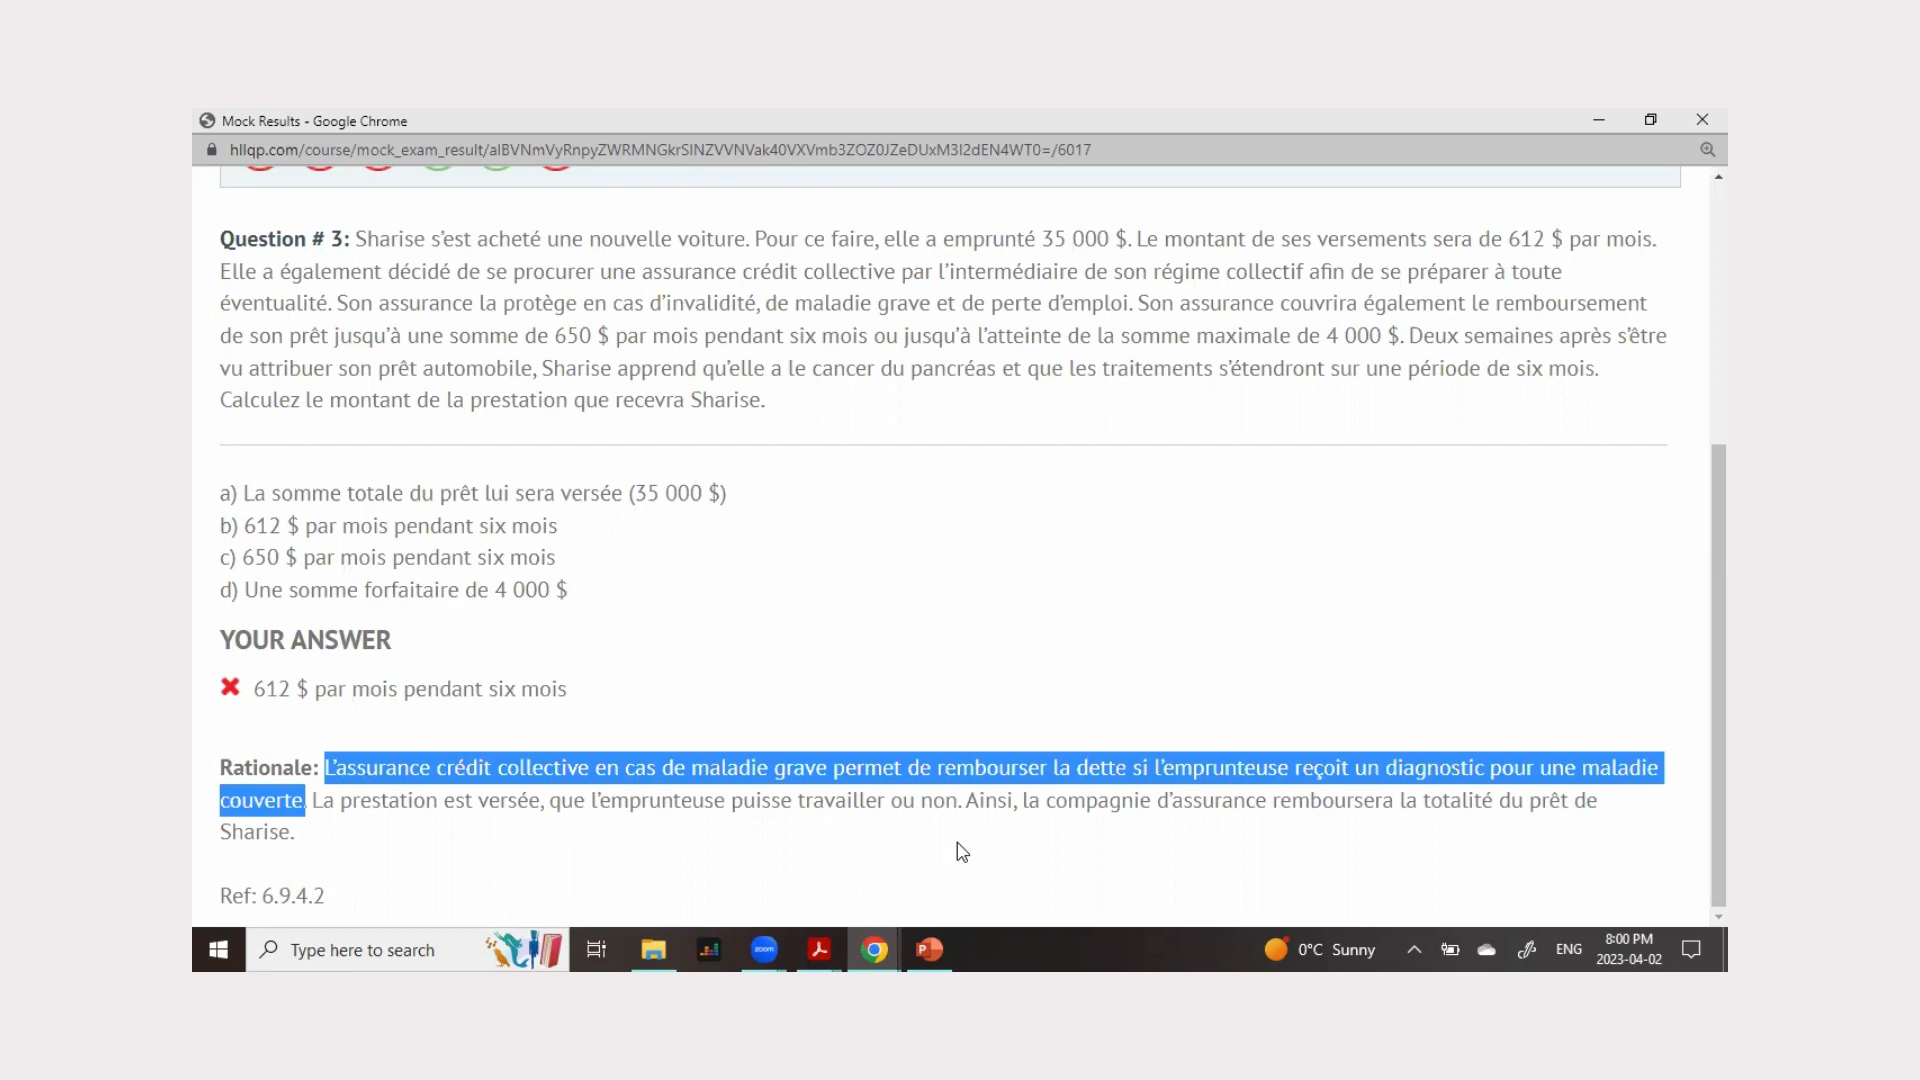 Mock Results - Google Chrome
hllqp.com/course/mock_exam_result/alBVNmVyRnpyZWRMNGkrSlNZVVNVak40VXVmb3ZOZ0JZeDUxM3I2dEN4WT0=/6017
Question # 3: Sharise s’est acheté une nouvelle voiture. Pour ce faire, elle a emprunté 35 000 $. Le montant de ses versements sera de 612 $ par mois.
Elle a également décidé de se procurer une assurance crédit collective par l’intermédiaire de son régime collectif afin de se préparer à toute
éventualité. Son assurance la protège en cas d’invalidité, de maladie grave et de perte d’emploi. Son assurance couvrira également le remboursement
de son prêt jusqu’à une somme de 650 $ par mois pendant six mois ou jusqu’à l’atteinte de la somme maximale de 4 000 $. Deux semaines après s’être
vu attribuer son prêt automobile, Sharise apprend qu’elle a le cancer du pancréas et que les traitements s’étendront sur une période de six mois.
Calculez le montant de la prestation que recevra Sharise.
a) La somme totale du prêt lui sera versée (35 000 $)
b) 612 $ par mois pendant six mois
c) 650 $ par mois pendant six mois
d) Une somme forfaitaire de 4 000 $
YOUR ANSWER
612 $ par mois pendant six mois
Rationale: L’assurance crédit collective en cas de maladie grave permet de rembourser la dette si l’emprunteuse reçoit un diagnostic pour une maladie
couverte. La prestation est versée, que l’emprunteuse puisse travailler ou non. Ainsi, la compagnie d’assurance remboursera la totalité du prêt de
Sharise.
Ref: 6.9.4.2
Type here to search
zoom
0°C Sunny
ENG
8:00 PM
2023-04-02